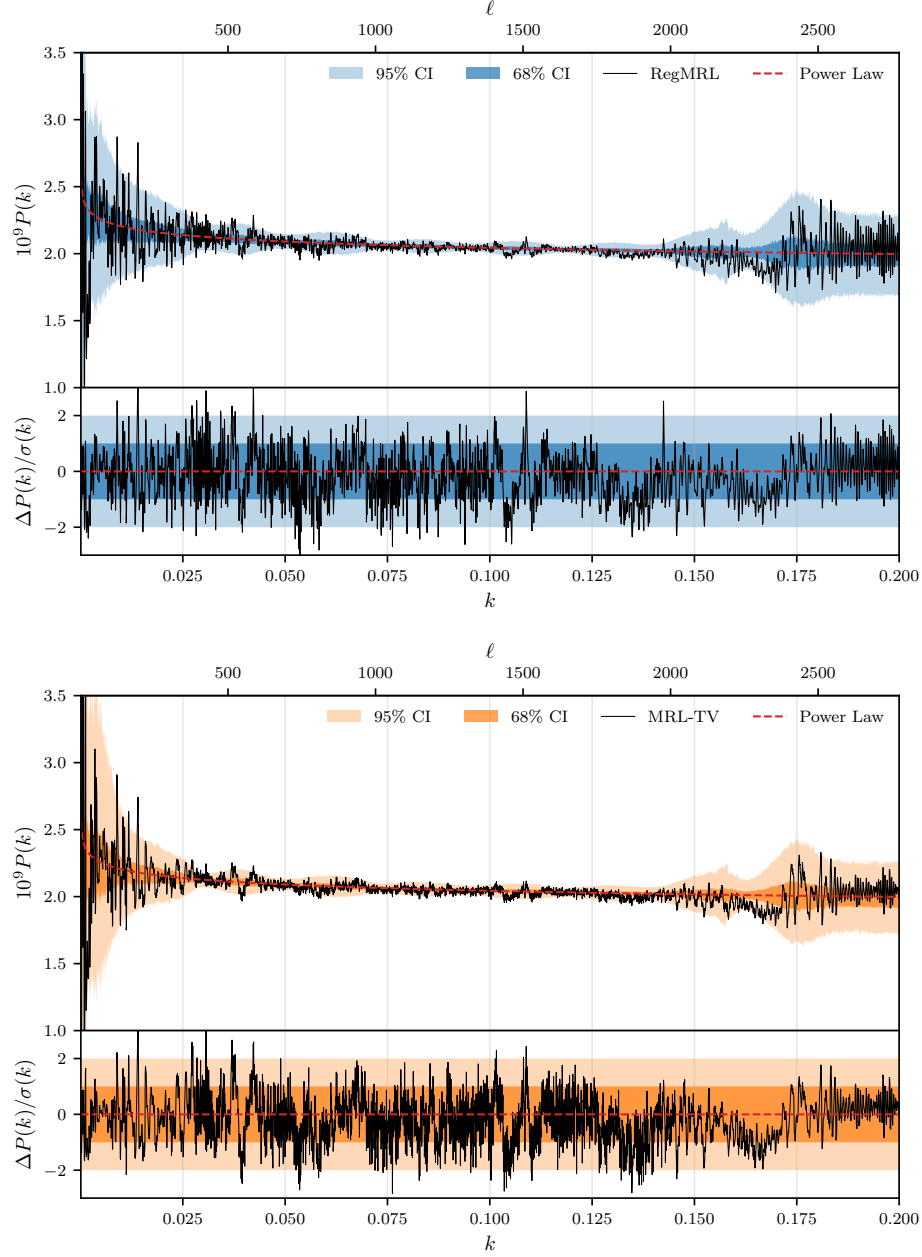 ℓ
500 1000 1500 2000 2500
95% CI 68% CI RegMRL Power Law
3.5
3.0
2.5
2.0
1.5
1.0
10⁹P(k)
2
0
−2
ΔP(k)/σ(k)
0.025 0.050 0.075 0.100 0.125 0.150 0.175 0.200
k
ℓ
500 1000 1500 2000 2500
95% CI 68% CI MRL-TV Power Law
3.5
3.0
2.5
2.0
1.5
1.0
10⁹P(k)
2
0
−2
ΔP(k)/σ(k)
0.025 0.050 0.075 0.100 0.125 0.150 0.175 0.200
k